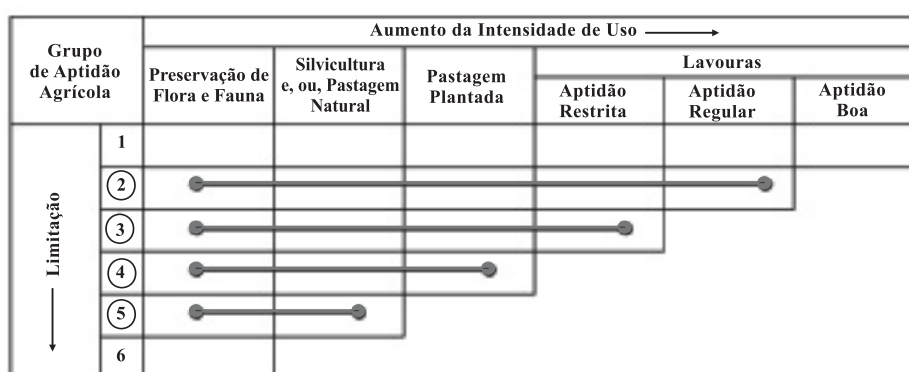 Grupo
de Aptidão
Agrícola
Aumento da Intensidade de Uso
Preservação de
Flora e Fauna
Silvicultura
e, ou, Pastagem
Natural
Pastagem
Plantada
Lavouras
Aptidão
Restrita
Aptidão
Regular
Aptidão
Boa
Limitação
1
2
3
4
5
6